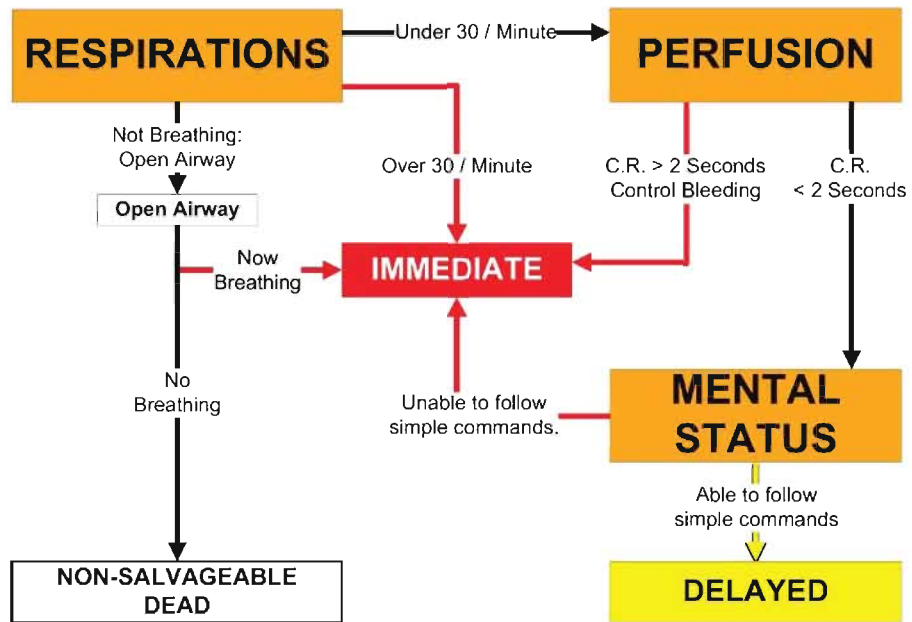 RESPIRATIONS
Under 30 / Minute
PERFUSION
Not Breathing:
Open Airway
Over 30 / Minute
C.R. > 2 Seconds
Control Bleeding
C.R.
< 2 Seconds
Open Airway
Now
Breathing
IMMEDIATE
No
Breathing
Unable to follow
simple commands.
MENTAL
STATUS
Able to follow
simple commands
NON-SALVAGEABLE
DEAD
DELAYED